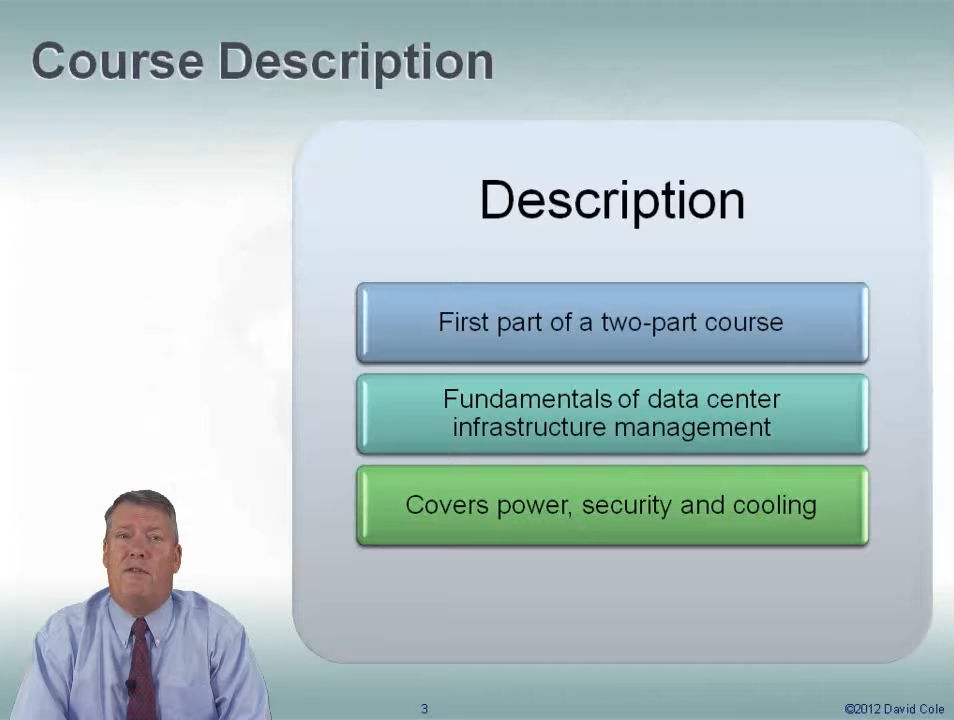 Course Description
Description
First part of a two-part course
Fundamentals of data center
infrastructure management
Covers power, security and cooling
3
©2012 David Cole